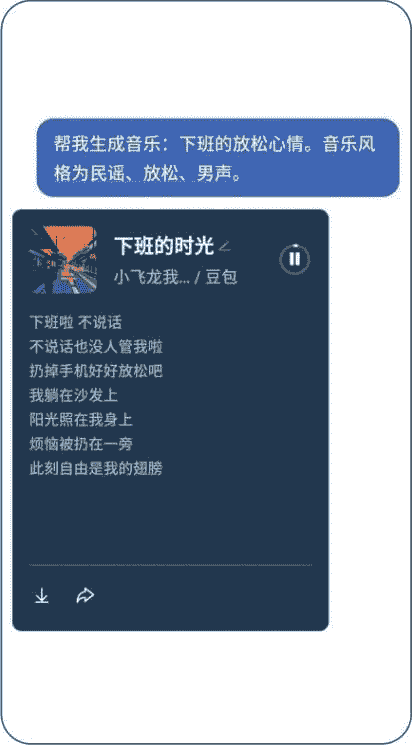 帮我生成音乐：下班的放松心情。音乐风
格为民谣、放松、男声。
下班的时光
小飞龙我... / 豆包
下班啦 不说话
不说话也没人管我啦
扔掉手机好好放松吧
我躺在沙发上
阳光照在我身上
烦恼被扔在一旁
此刻自由是我的翅膀